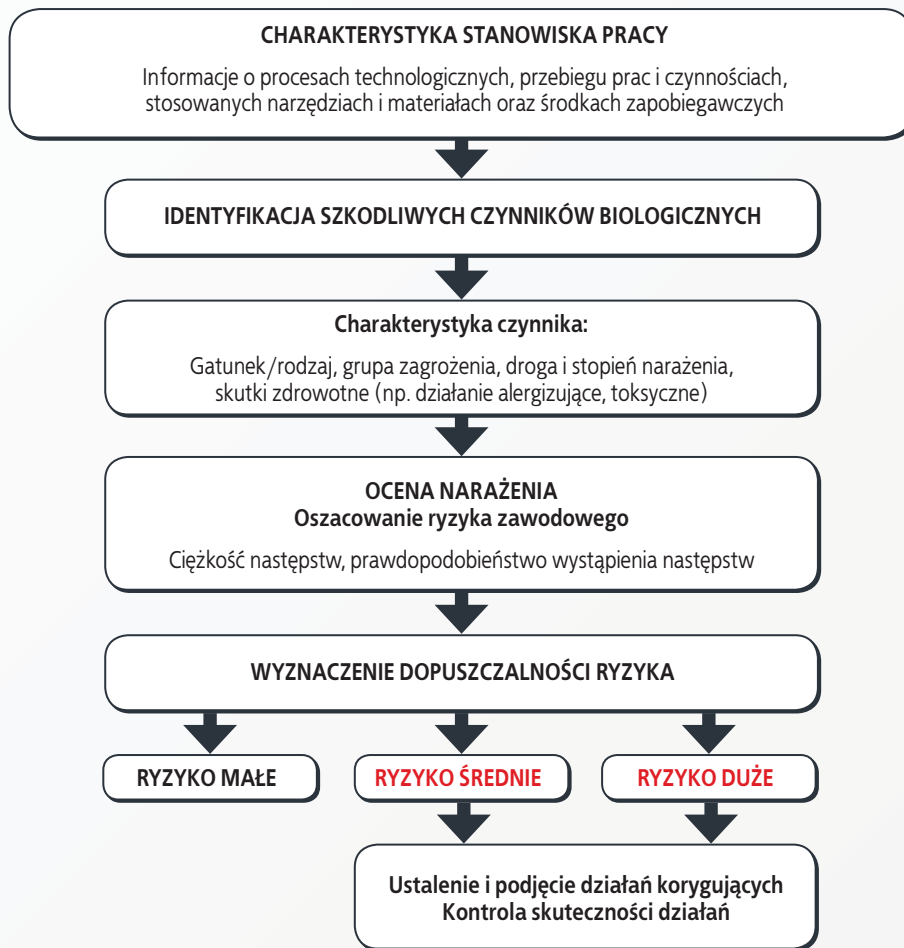 CHARAKTERYSTYKA STANOWISKA PRACY
Informacje o procesach technologicznych, przebiegu prac i czynnościach,
stosowanych narzędziach i materiałach oraz środkach zapobiegawczych
IDENTYFIKACJA SZKODLIWYCH CZYNNIKÓW BIOLOGICZNYCH
Charakterystyka czynnika:
Gatunek/rodzaj, grupa zagrożenia, droga i stopień narażenia,
skutki zdrowotne (np. działanie alergizujące, toksyczne)
OCENA NARAŻENIA
Oszacowanie ryzyka zawodowego
Ciężkość następstw, prawdopodobieństwo wystąpienia następstw
WYZNACZENIE DOPUSZCZALNOŚCI RYZYKA
RYZYKO MAŁE
RYZYKO ŚREDNIE
RYZYKO DUŻE
Ustalenie i podjęcie działań korygujących
Kontrola skuteczności działań